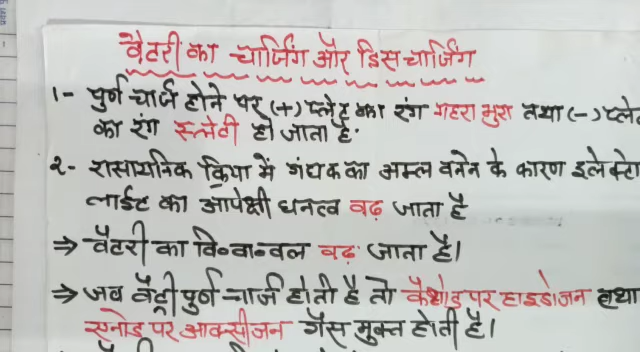 वैटरी का चार्जिंग और डिसचार्जिंग
1- पुर्ण चार्ज होने पर (+) प्लेट का रंग गहरा भुरा तथा (-) प्लेट
का रंग स्लेटी हो जाता है.
2- रासायनिक क्रिया में गंधक का अम्ल बनने के कारण इलेक्टो
लाईट का आपेक्षी घनत्व बढ़ जाता है
⇒ वैटरी का वि०वा०बल बढ़ जाता है।
⇒ जब वैट्री पुर्ण चार्ज होती है तो कैथोड पर हाइडोजन तथा
एनोड पर आक्सीजन गैस मुक्त होती है।